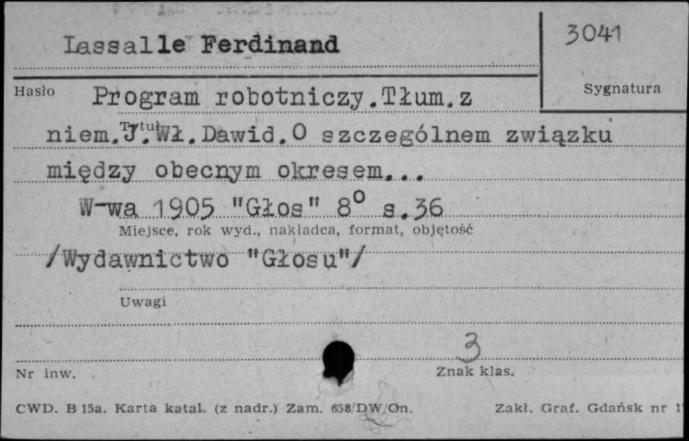 Lassalle Ferdinand
3041
Hasło
Sygnatura
Program robotniczy.Tłum.z
Tytuł
niem.J.Wł.Dawid.O szczególnem związku
między obecnym okresem...
W-wa 1905 "Głos" 8° s.36
Miejsce, rok wyd., nakładca, format, objętość
/Wydawnictwo "Głosu"/
Uwagi
3
Nr inw.
Znak klas.
CWD. B 15a. Karta katal. (z nadr.) Zam. 658/DW/On.
Zakł. Graf. Gdańsk nr 1